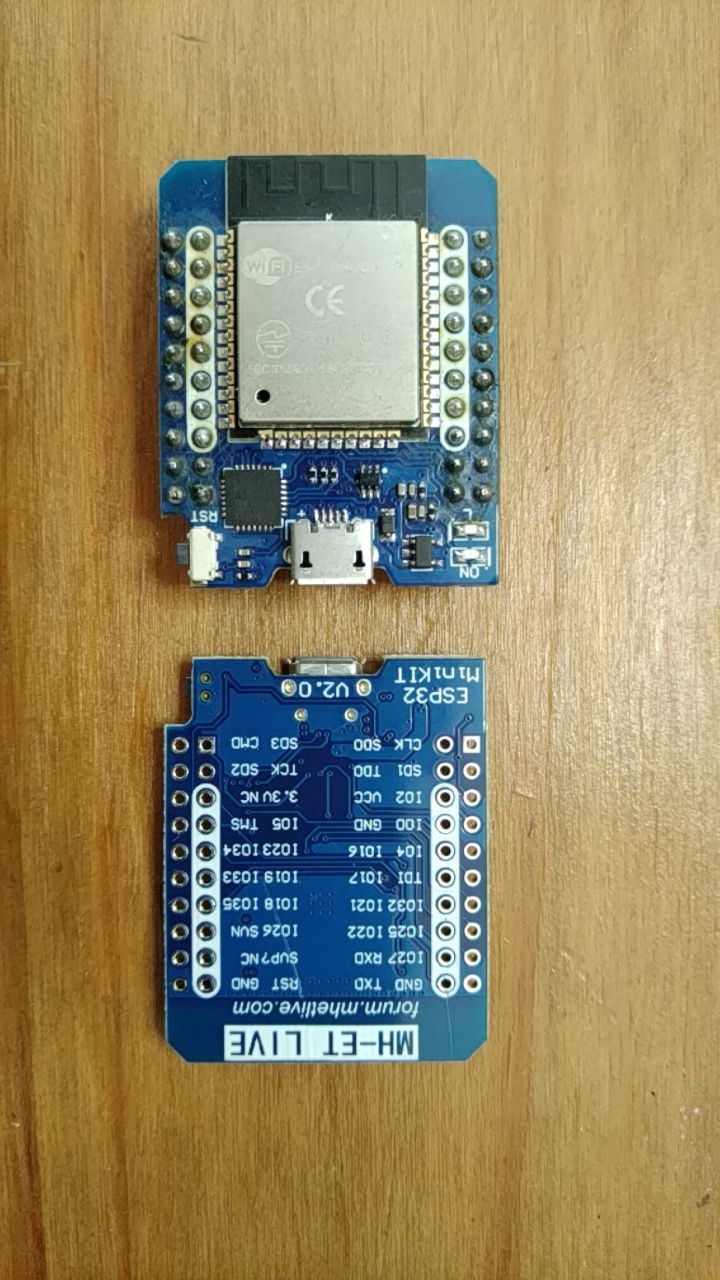 WiFi
CE
RST
L
ON
MH-ET LIVE
forum.mhetlive.com
GND TXD RST GND
IO27 RXD SVP NC
IO25 IO22 IO26 SVN
IO32 IO21 IO18 IO35
TDI IO17 IO19 IO33
IO4 IO16 IO23 IO34
IO0 GND IO5 TMS
IO2 VCC 3.3V NC
SD1 TDO TCK SD2
CLK SD0 SD3 CMD
ESP32
MiniKIT
V2.0